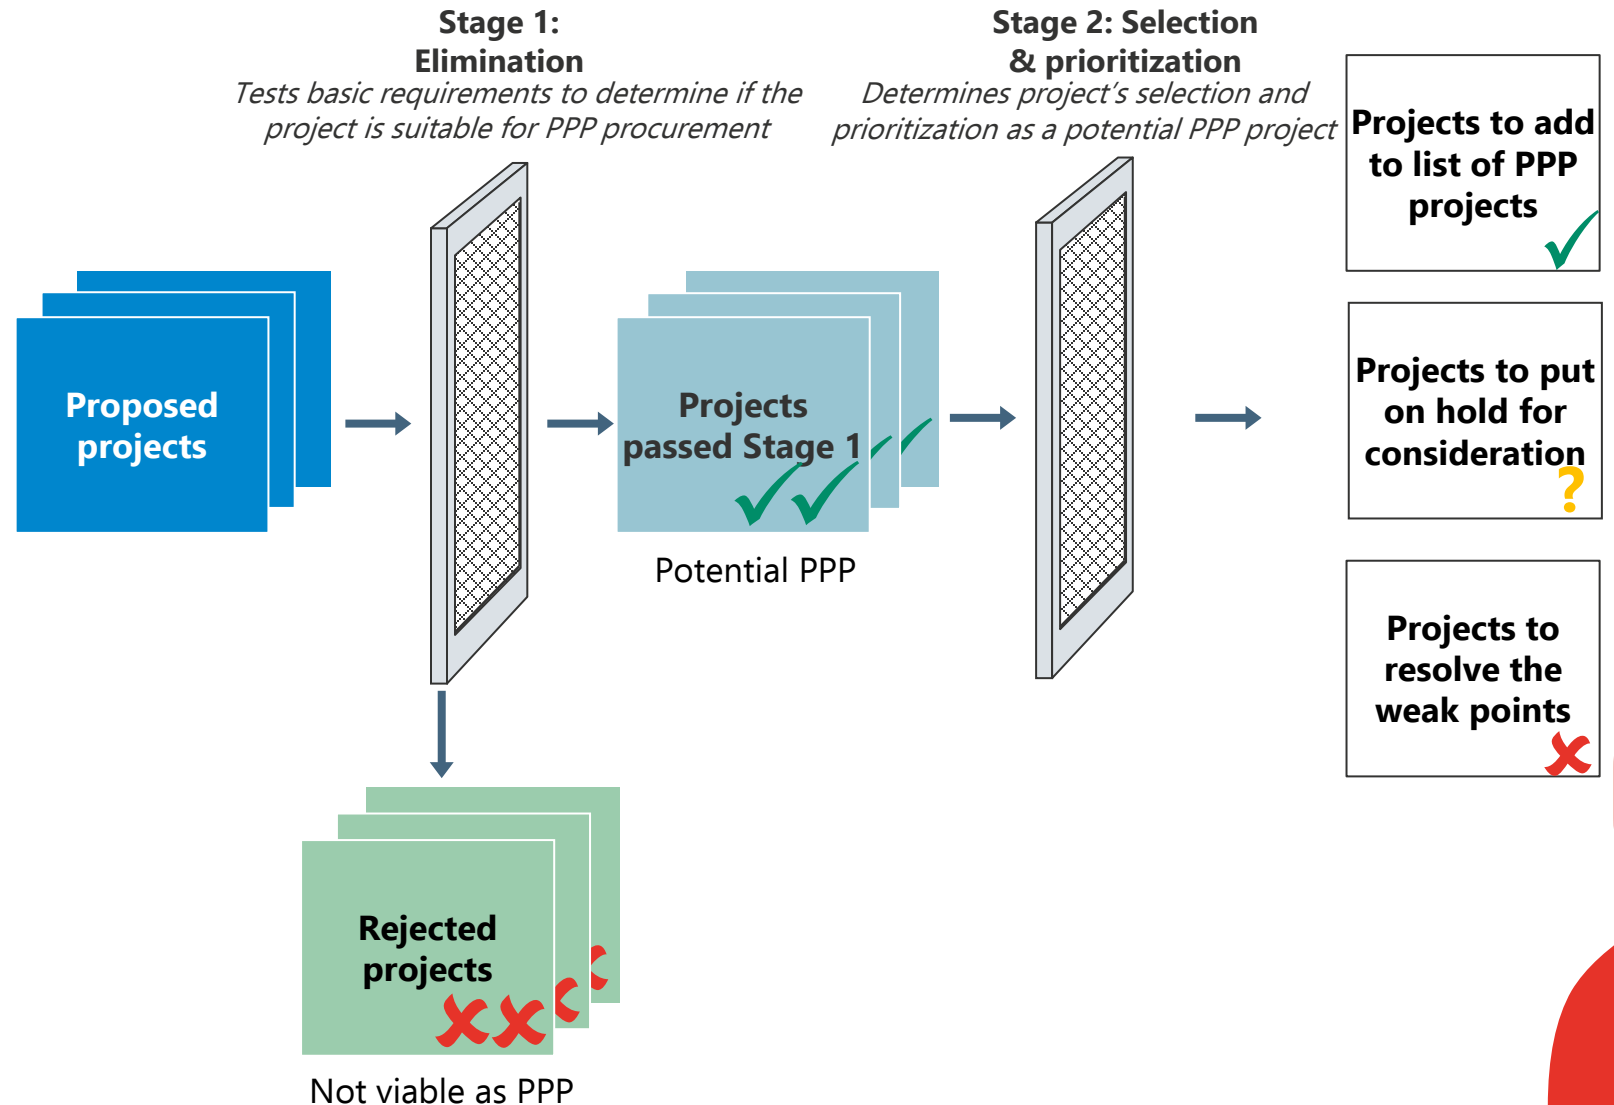 Stage 1:
Elimination
Tests basic requirements to determine if the
project is suitable for PPP procurement
Stage 2: Selection
& prioritization
Determines project's selection and
prioritization as a potential PPP project
Proposed
projects
Projects
passed Stage 1
Potential PPP
Rejected
projects
Not viable as PPP
Projects to add
to list of PPP
projects
Projects to put
on hold for
consideration
?
Projects to
resolve the
weak points